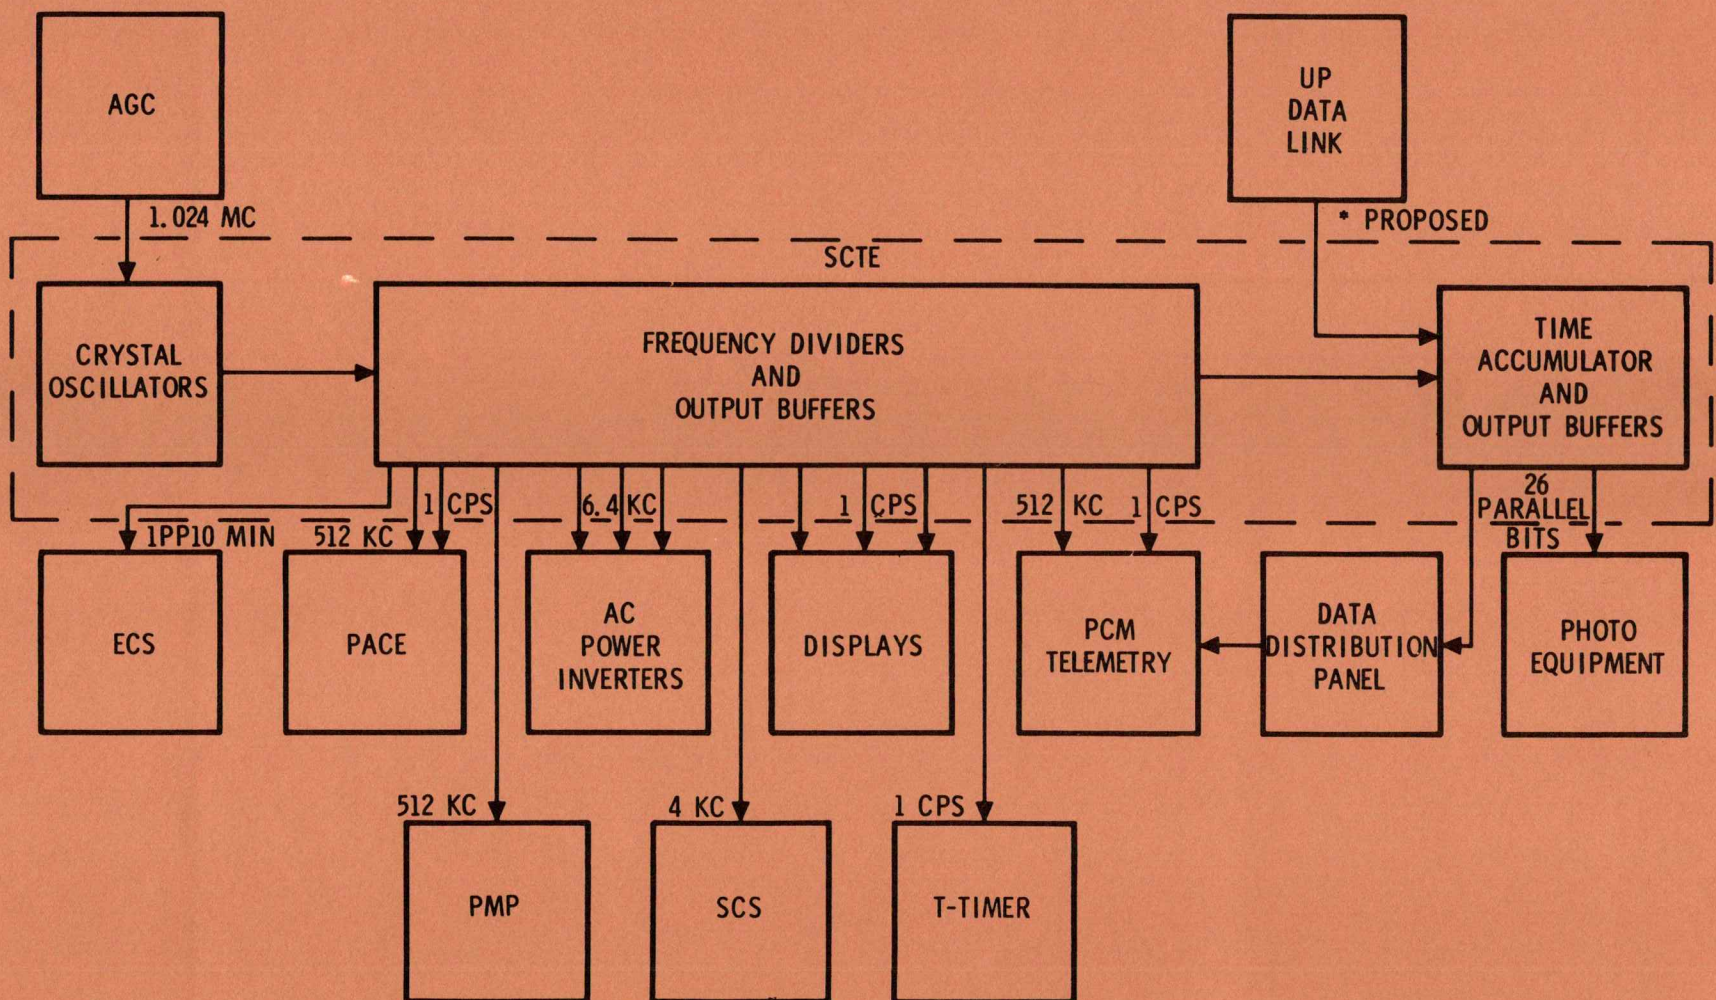 AGC
UP
DATA
LINK
1.024 MC
* PROPOSED
SCTE
CRYSTAL
OSCILLATORS
FREQUENCY DIVIDERS
AND
OUTPUT BUFFERS
TIME
ACCUMULATOR
AND
OUTPUT BUFFERS
1 CPS
6.4 KC
1 CPS
512 KC
1 CPS
26
PARALLEL
BITS
1PP10 MIN
512 KC
ECS
PACE
AC
POWER
INVERTERS
DISPLAYS
PCM
TELEMETRY
DATA
DISTRIBUTION
PANEL
PHOTO
EQUIPMENT
512 KC
4 KC
1 CPS
PMP
SCS
T-TIMER